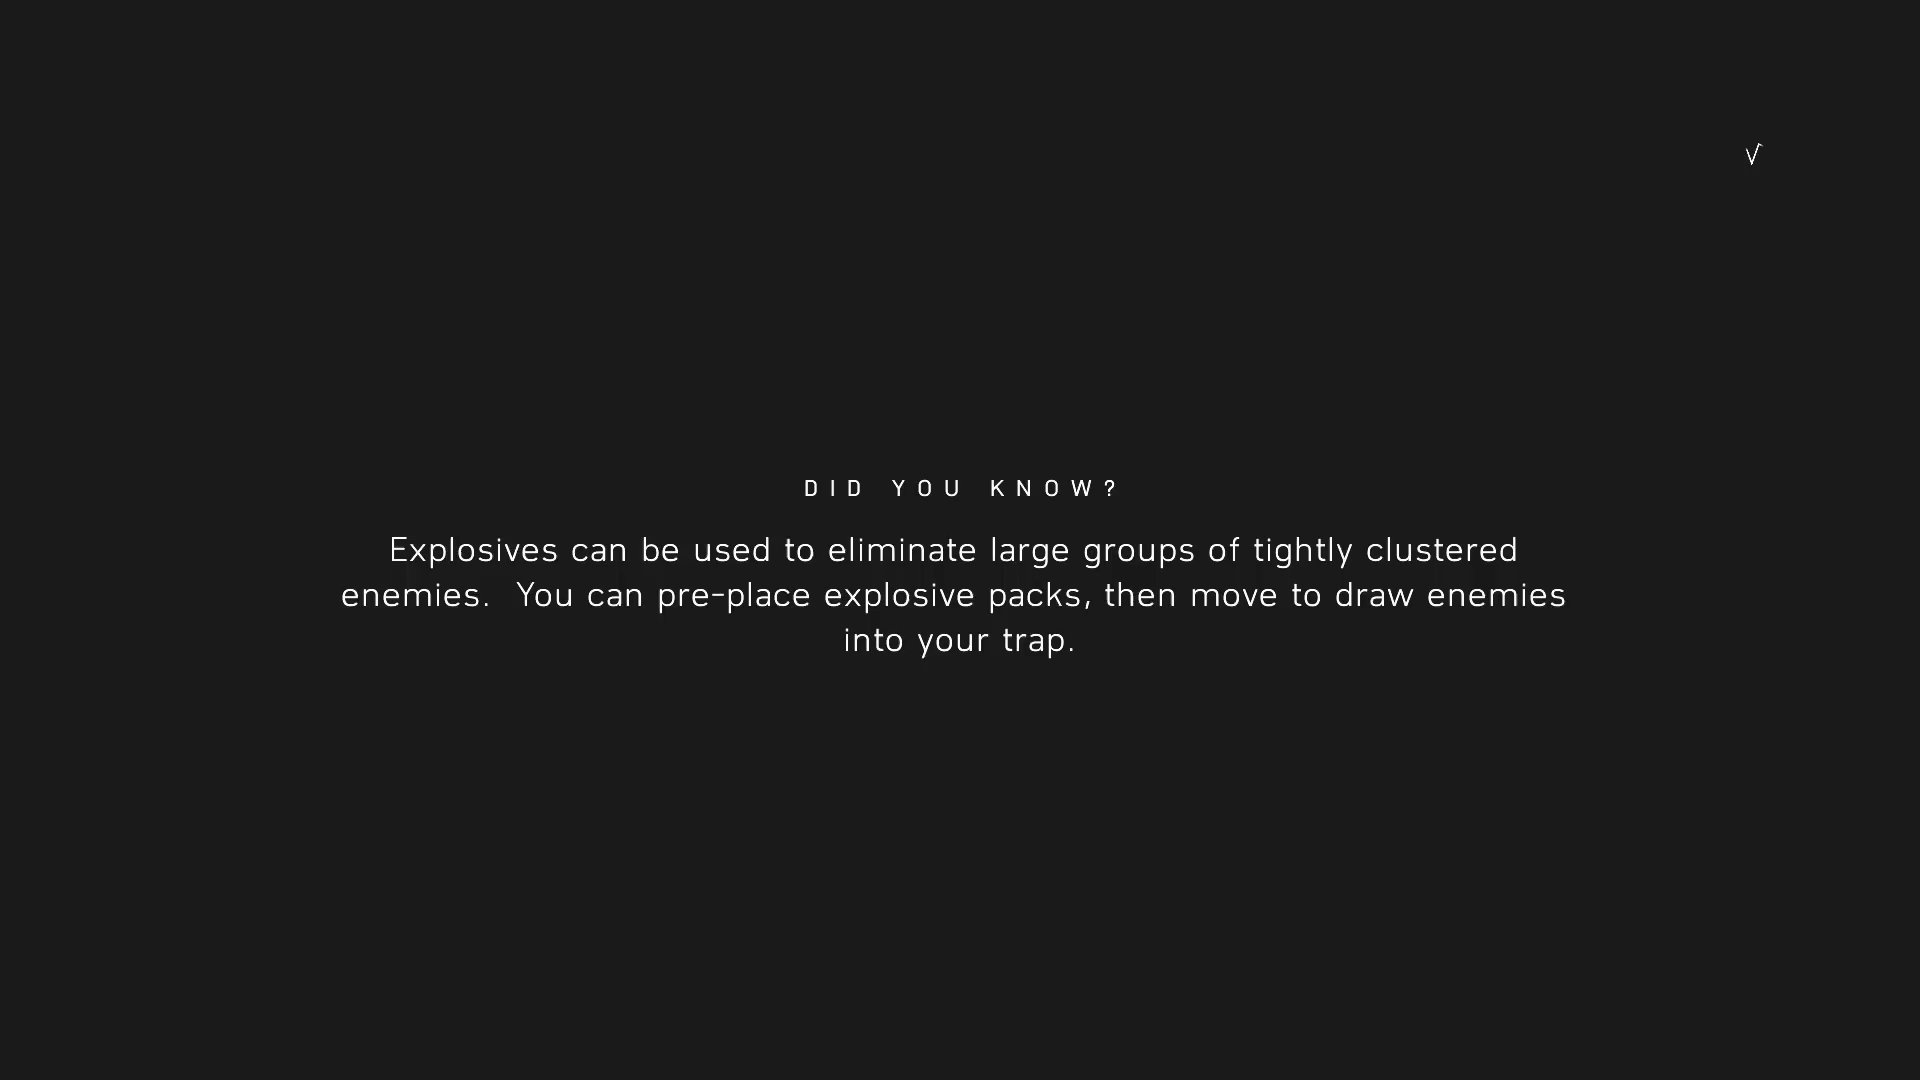 √
DID YOU KNOW?
Explosives can be used to eliminate large groups of tightly clustered
enemies.  You can pre-place explosive packs, then move to draw enemies
into your trap.